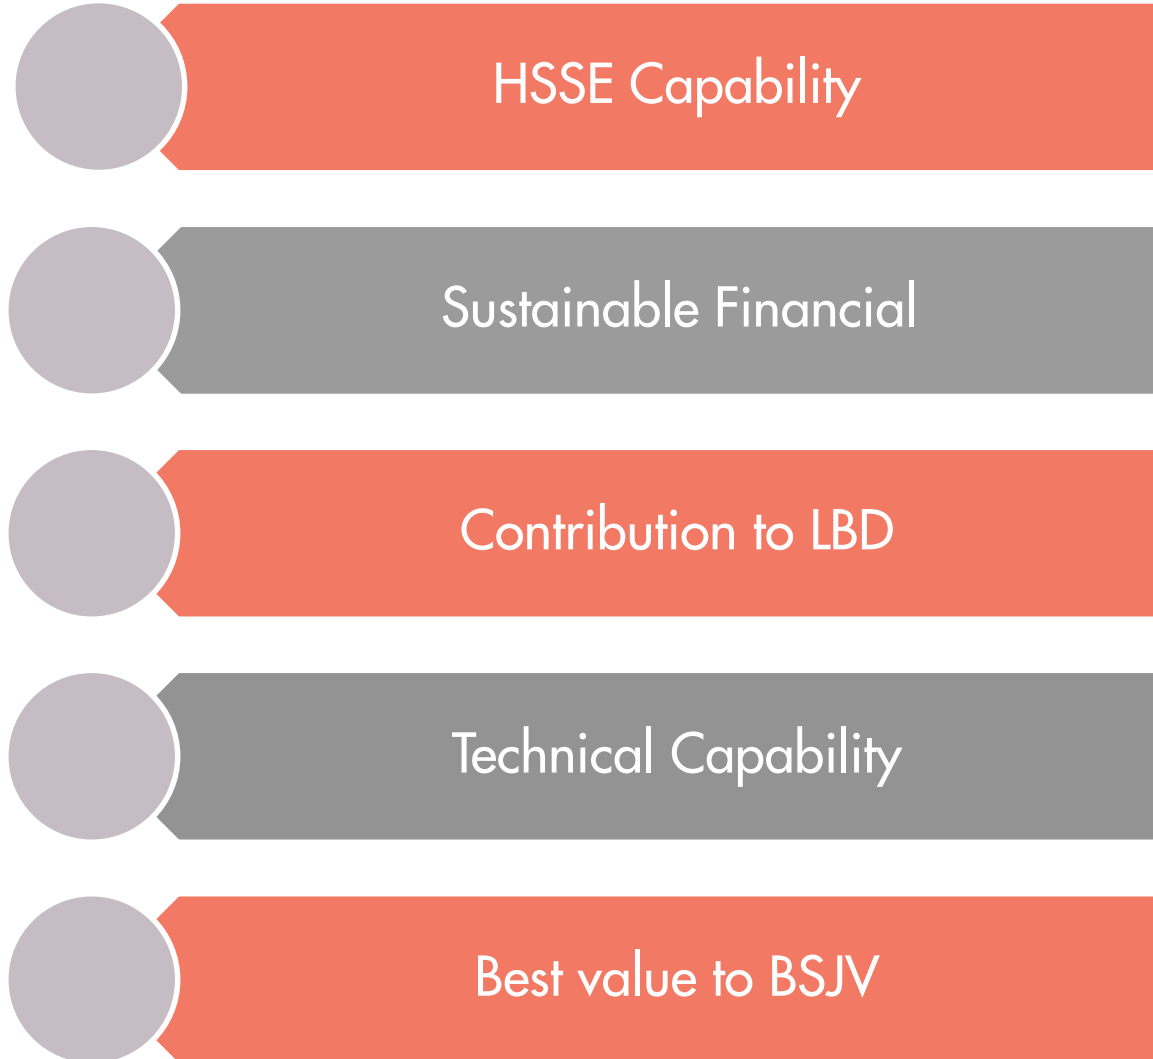 HSSE Capability
Sustainable Financial
Contribution to LBD
Technical Capability
Best value to BSJV